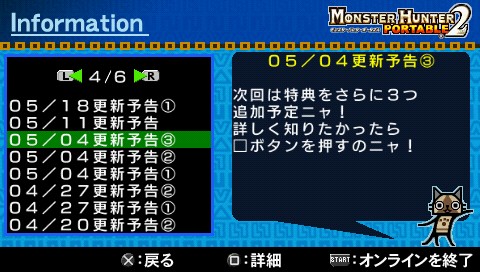 Information
MONSTER HUNTER
PORTABLE 2
L 4/6 R
05/18更新予告①
05/11更新予告
05/04更新予告③
05/04更新予告②
05/04更新予告①
04/27更新予告②
04/27更新予告①
04/20更新予告②
05/04更新予告③
次回は特典をさらに3つ
追加予定ニャ！
詳しく知りたかったら
□ボタンを押すのニャ！
×:戻る □:詳細 START:オンラインを終了